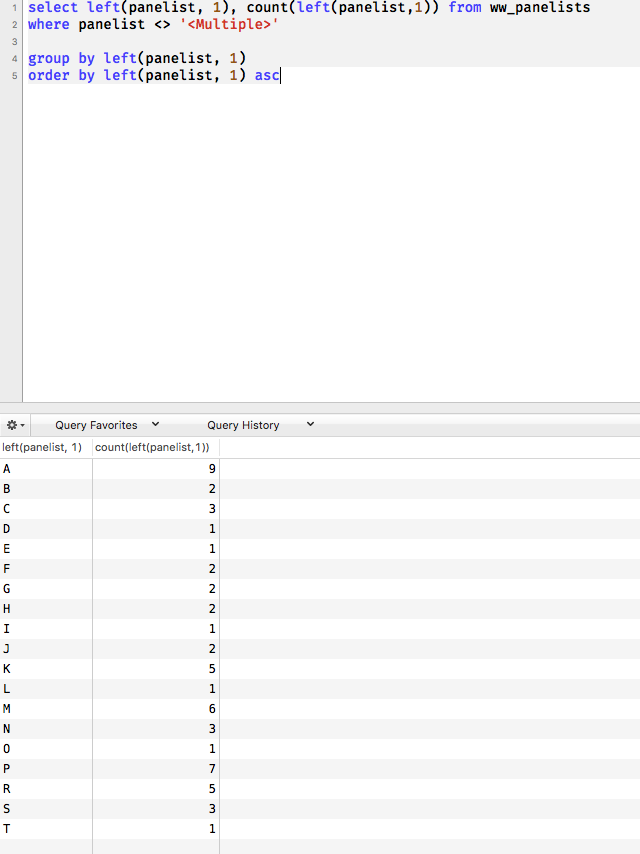 1 select left(panelist, 1), count(left(panelist,1)) from ww_panelists
2 where panelist <> '<Multiple>'
3
4 group by left(panelist, 1)
5 order by left(panelist, 1) asc
Query Favorites Query History
left(panelist, 1) count(left(panelist,1))
A 9
B 2
C 3
D 1
E 1
F 2
G 2
H 2
I 1
J 2
K 5
L 1
M 6
N 3
O 1
P 7
R 5
S 3
T 1